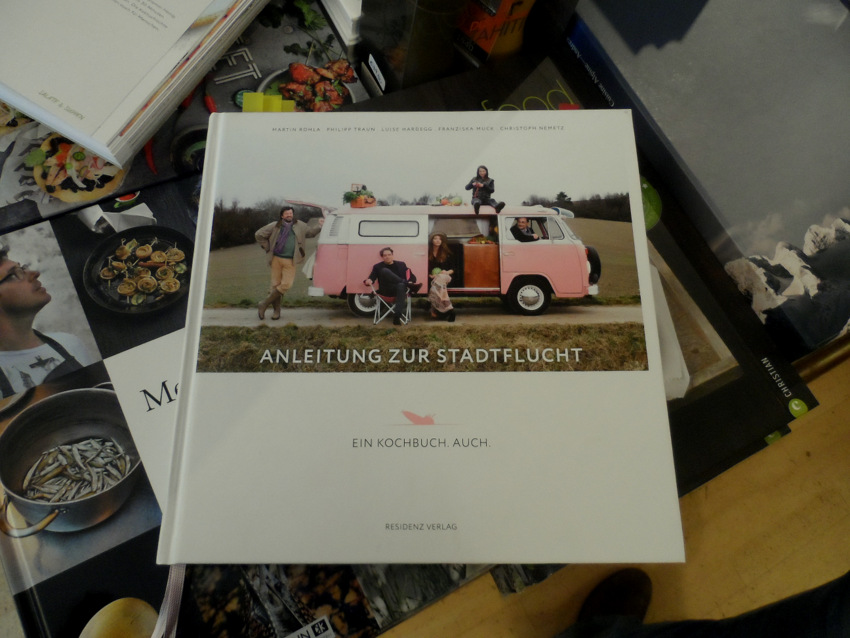 MARTIN ROHLA . PHILIPP TRAUN . LUISE HARDEGG . FRANZISKA MUCK . CHRISTOPH NEMETZ
ANLEITUNG ZUR STADTFLUCHT
EIN KOCHBUCH. AUCH.
RESIDENZ VERLAG
food
CHRISTIAN